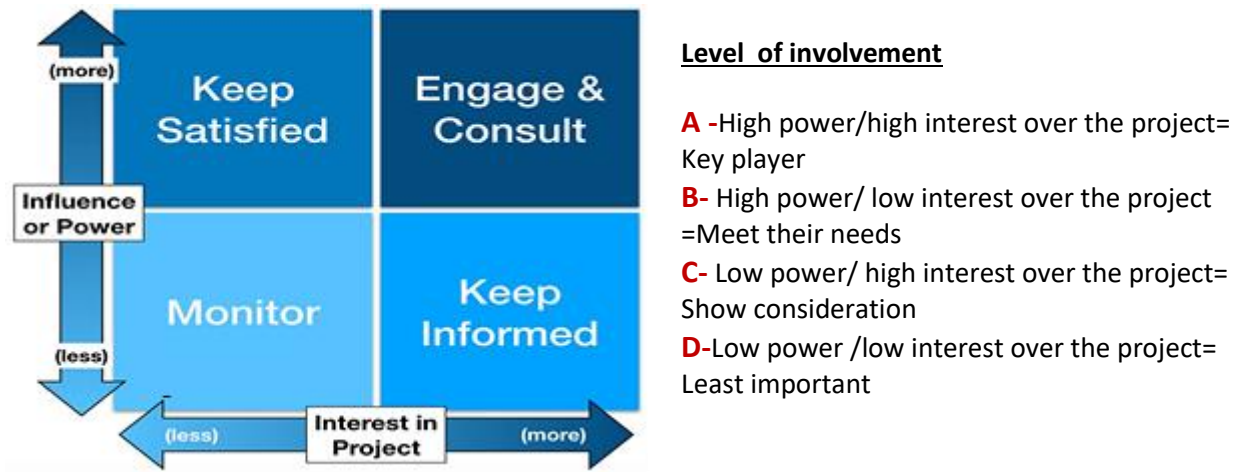 (more)
Keep
Satisfied
Engage &
Consult
Influence
or Power
Monitor
Keep
Informed
(less)
(less)
Interest in
Project
(more)
Level of involvement
A -High power/high interest over the project=
Key player
B- High power/ low interest over the project
=Meet their needs
C- Low power/ high interest over the project=
Show consideration
D-Low power /low interest over the project=
Least important